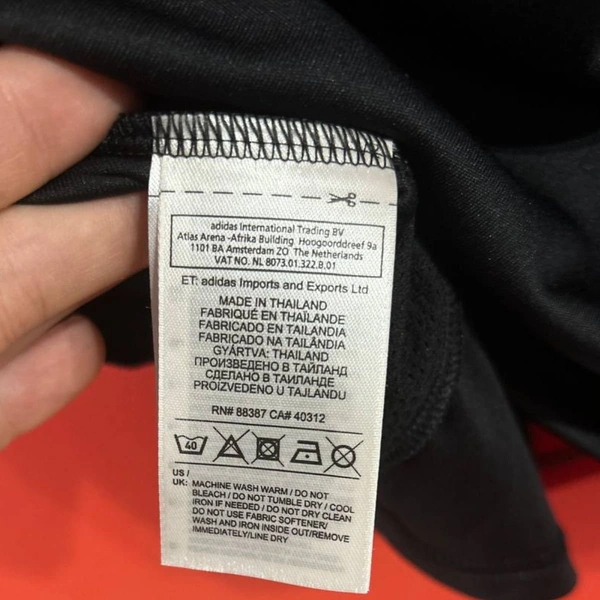 adidas International Trading BV
Atlas Arena -Afrika Building Hoogoorddreef 9a
1101 BA Amsterdam ZO The Netherlands
VAT NO. NL 8073.01.322.B.01
ET: adidas Imports and Exports Ltd
MADE IN THAILAND
FABRIQUÉ EN THAÏLANDE
FABRICADO EN TAILANDIA
FABRICADO NA TAILÂNDIA
GYÁRTVA: THAILAND
ПРОИЗВЕДЕНО В ТАЙЛАНД
СДЕЛАНО В ТАИЛАНДЕ
PROIZVEDENO U TAJLANDU
RN# 88387 CA# 40312
40
US /
UK: MACHINE WASH WARM / DO NOT
BLEACH / DO NOT TUMBLE DRY / COOL
IRON IF NEEDED / DO NOT DRY CLEAN
DO NOT USE FABRIC SOFTENER/
WASH AND IRON INSIDE OUT/REMOVE
IMMEDIATELY/LINE DRY